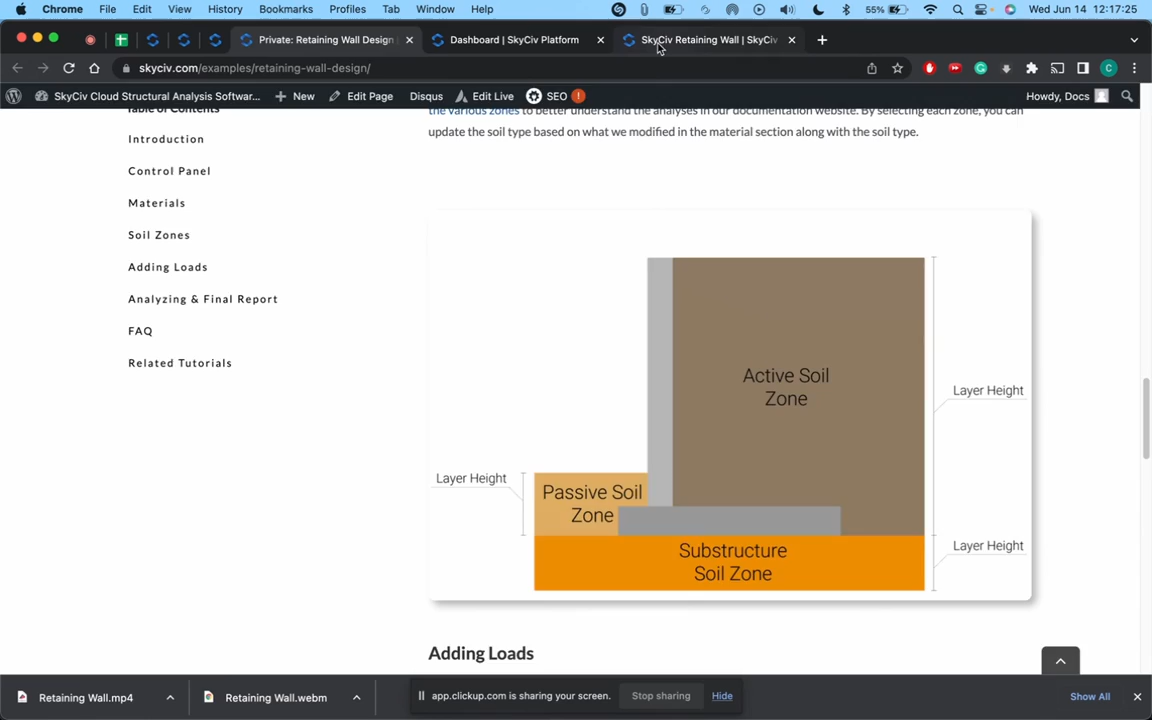 Chrome File Edit View History Bookmarks Profiles Tab Window Help 55% Wed Jun 14 12:17:25
Private: Retaining Wall Design Dashboard | SkyCiv Platform SkyCiv Retaining Wall | SkyCiv
skyciv.com/examples/retaining-wall-design/ C
SkyCiv Cloud Structural Analysis Softwar... New Edit Page Disqus Edit Live SEO ! Howdy, Docs
Table of Contents
Introduction
Control Panel
Materials
Soil Zones
Adding Loads
Analyzing & Final Report
FAQ
Related Tutorials
the various zones to better understand the analyses in our documentation website. By selecting each zone, you can
update the soil type based on what we modified in the material section along with the soil type.
Active Soil
Zone
Layer Height
Layer Height
Passive Soil
Zone
Substructure
Soil Zone
Layer Height
Adding Loads
Retaining Wall.mp4 Retaining Wall.webm app.clickup.com is sharing your screen. Stop sharing Hide Show All